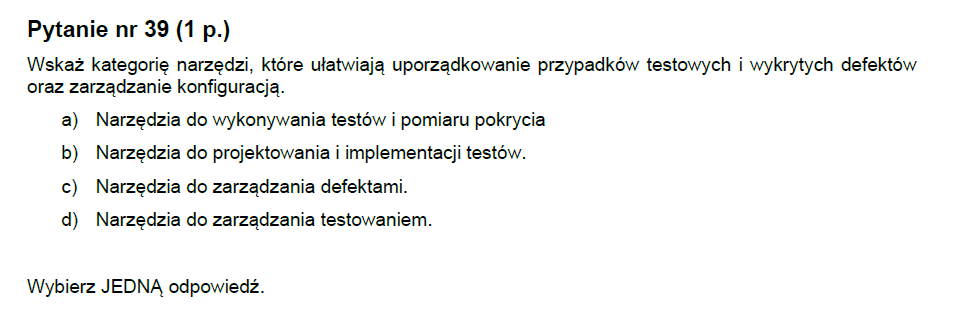 Pytanie nr 39 (1 p.)
Wskaż kategorię narzędzi, które ułatwiają uporządkowanie przypadków testowych i wykrytych defektów
oraz zarządzanie konfiguracją.
a) Narzędzia do wykonywania testów i pomiaru pokrycia
b) Narzędzia do projektowania i implementacji testów.
c) Narzędzia do zarządzania defektami.
d) Narzędzia do zarządzania testowaniem.
Wybierz JEDNĄ odpowiedź.